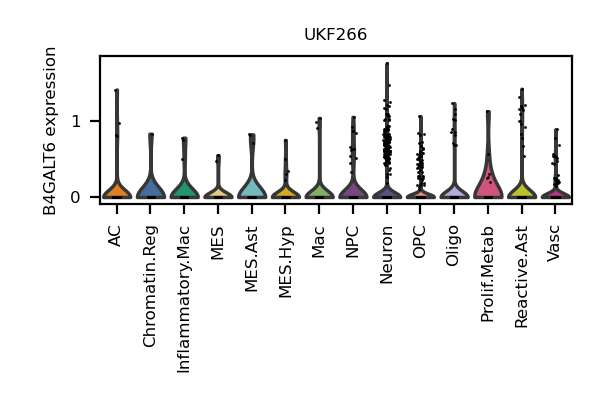 UKF266
B4GALT6 expression
1
0
AC
Chromatin.Reg
Inflammatory.Mac
MES
MES.Ast
MES.Hyp
Mac
NPC
Neuron
OPC
Oligo
Prolif.Metab
Reactive.Ast
Vasc